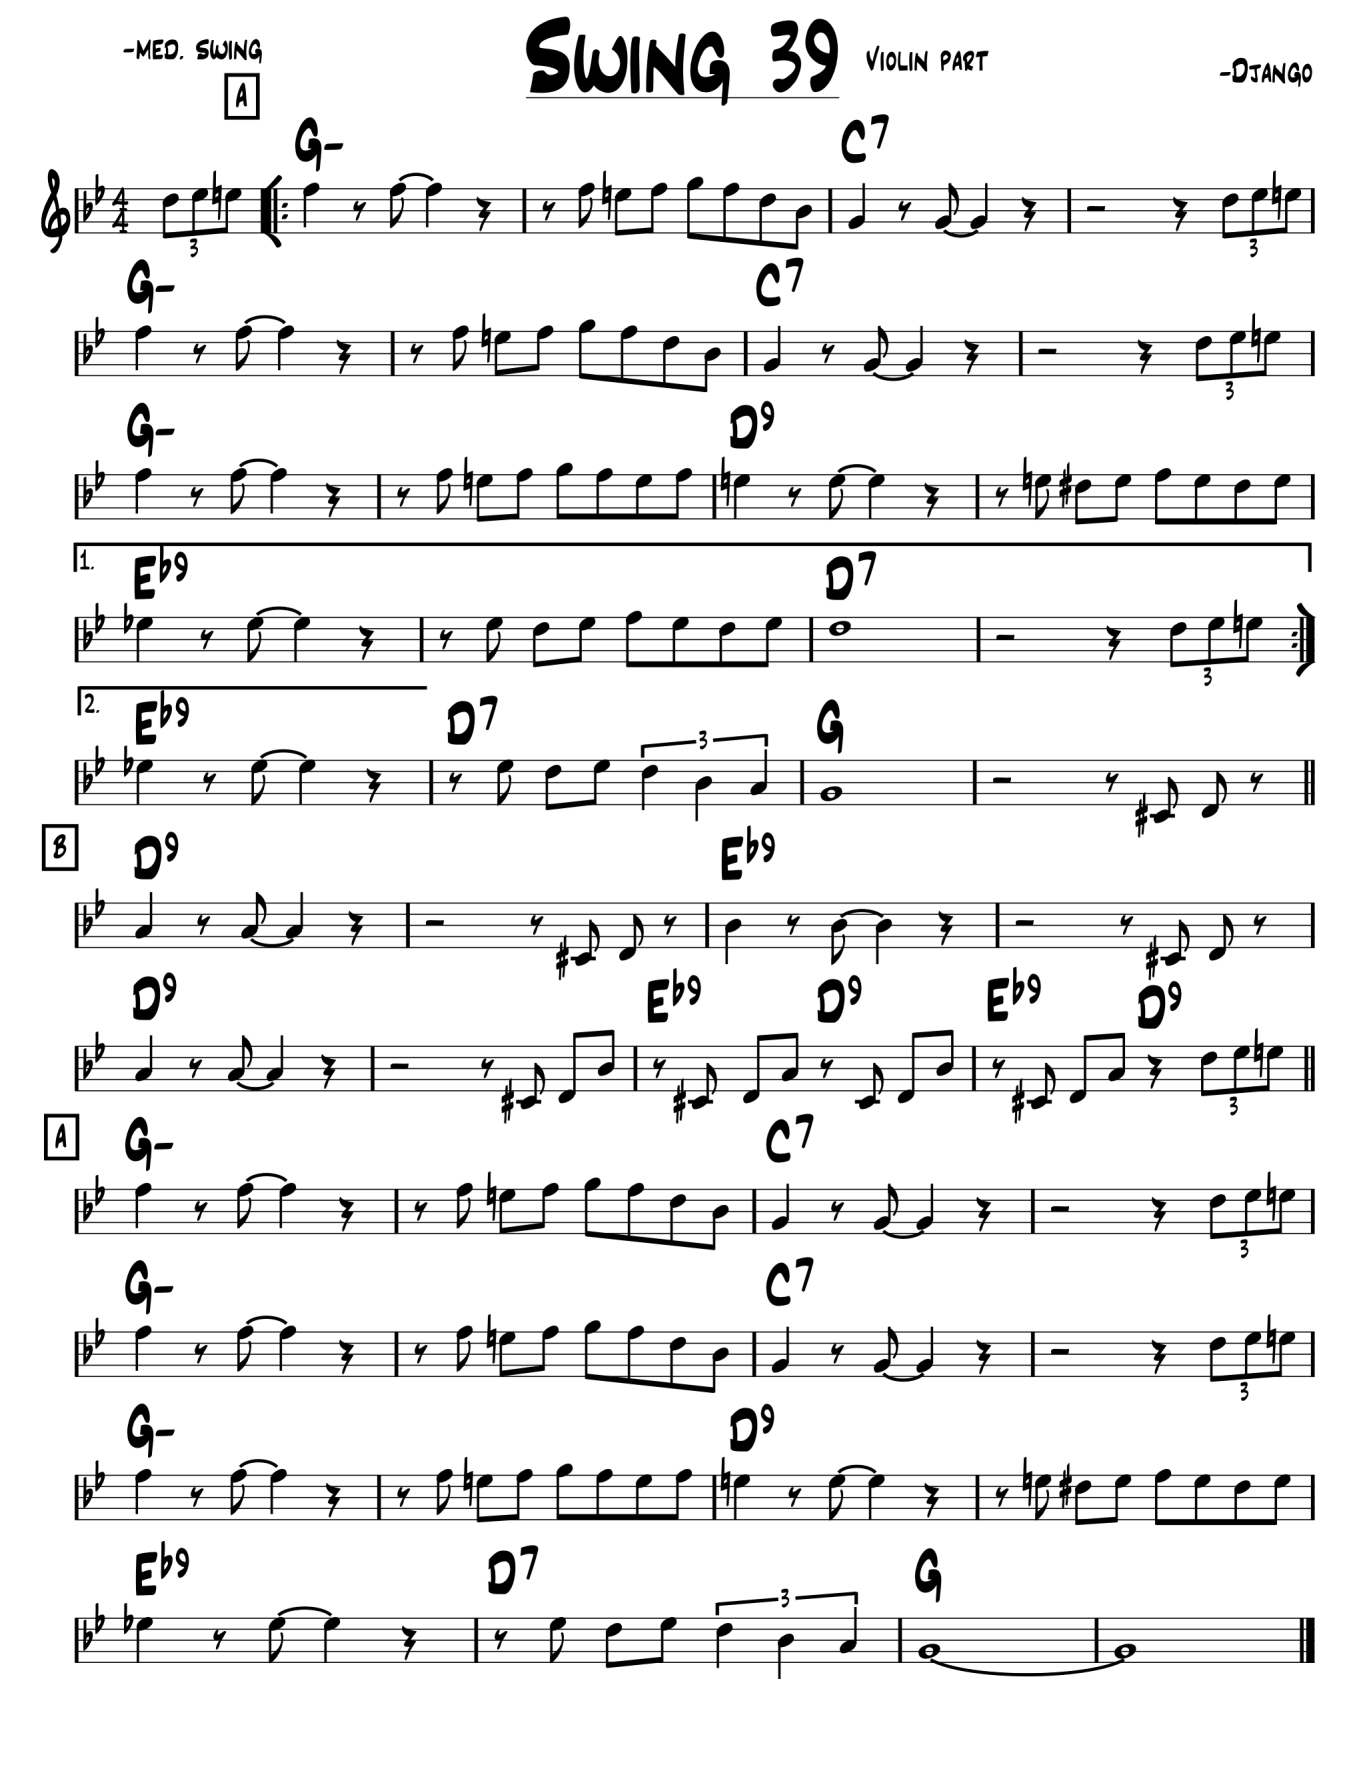 -MED. SWING
SWING 39
VIOLIN PART
-DJANGO
A
G- C7
4
4
3 3
G- C7
3
G- D9
1.
Eb9 D7
3
2.
Eb9 D7 3 G
B
D9 Eb9
D9 Eb9 D9 Eb9 D9
3
A
G- C7
3
G- C7
3
G- D9
Eb9 D7 3 G